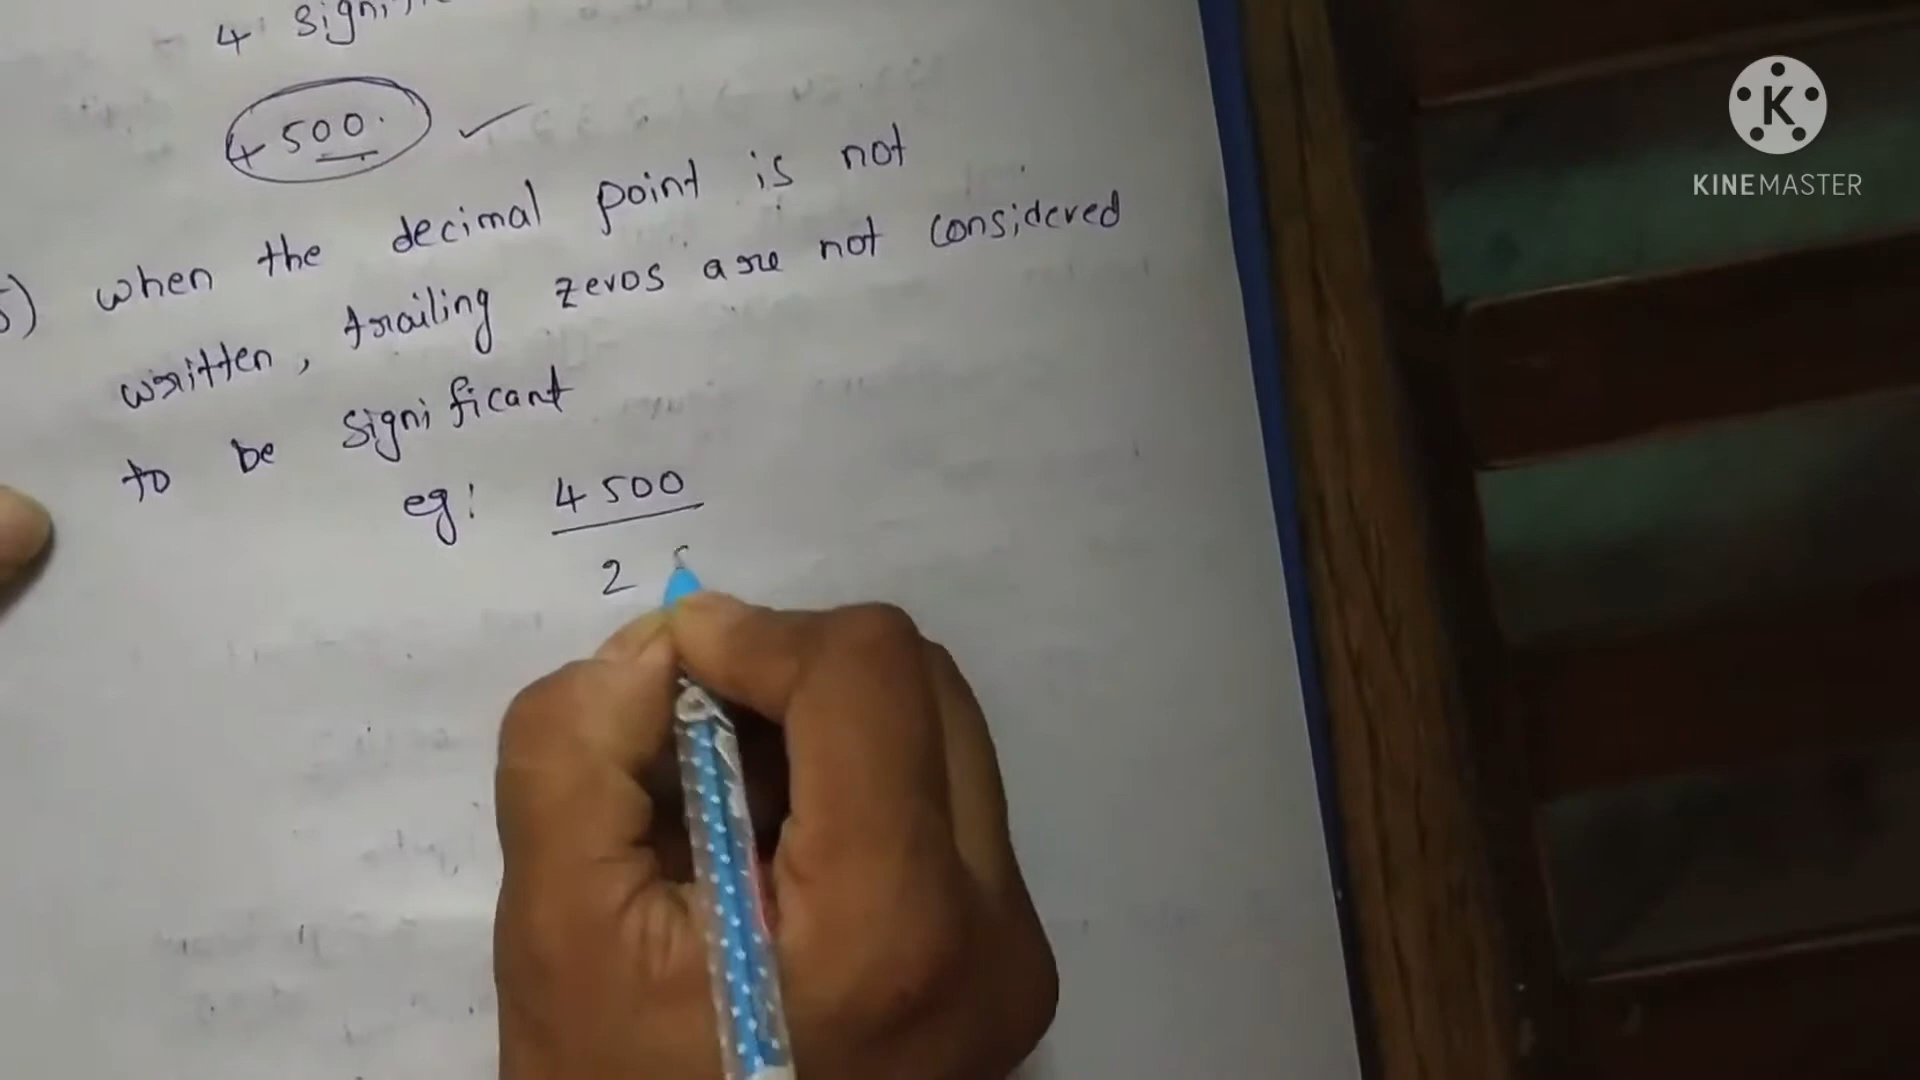 4
4500.
5) when the decimal point is not
written, trailing zeros are not considered
to be significant
eg: 4500
2 s
K
KINEMASTER